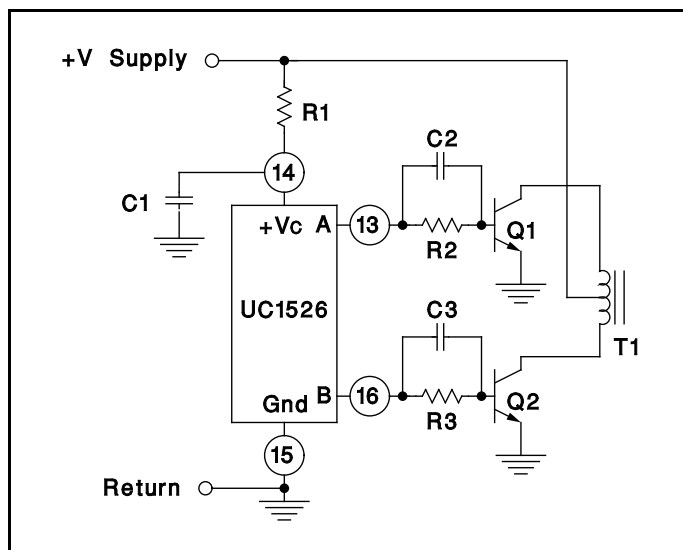 +V Supply
R1
14
C1
C2
+Vc
A
13
R2
Q1
UC1526
C3
T1
Gnd
B
16
R3
Q2
15
Return